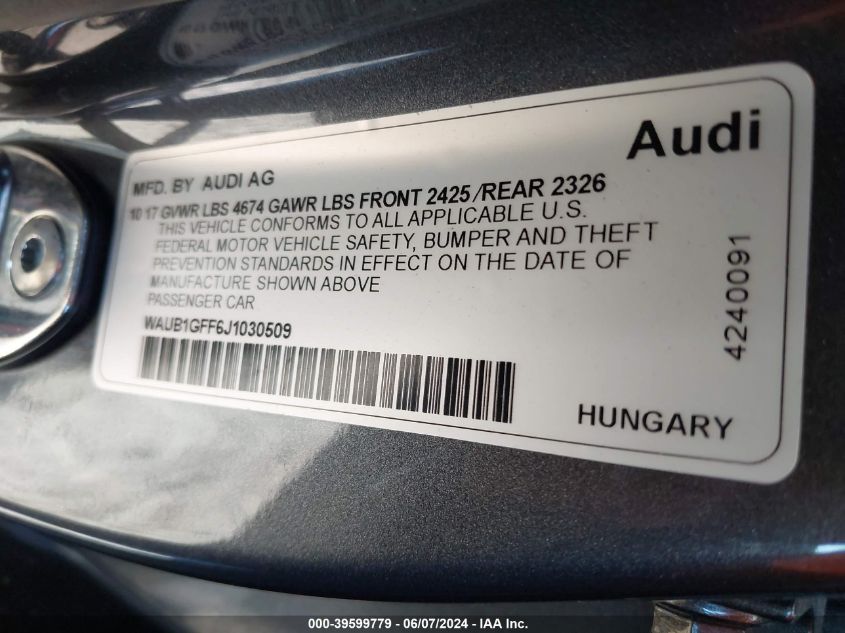 Audi
MFD. BY AUDI AG
10 17 GVWR LBS 4674 GAWR LBS FRONT 2425/REAR 2326
THIS VEHICLE CONFORMS TO ALL APPLICABLE U.S.
FEDERAL MOTOR VEHICLE SAFETY, BUMPER AND THEFT
PREVENTION STANDARDS IN EFFECT ON THE DATE OF
MANUFACTURE SHOWN ABOVE
PASSENGER CAR
WAUB1GFF6J1030509
HUNGARY
4240091
000-39599779 - 06/07/2024 - IAA Inc.